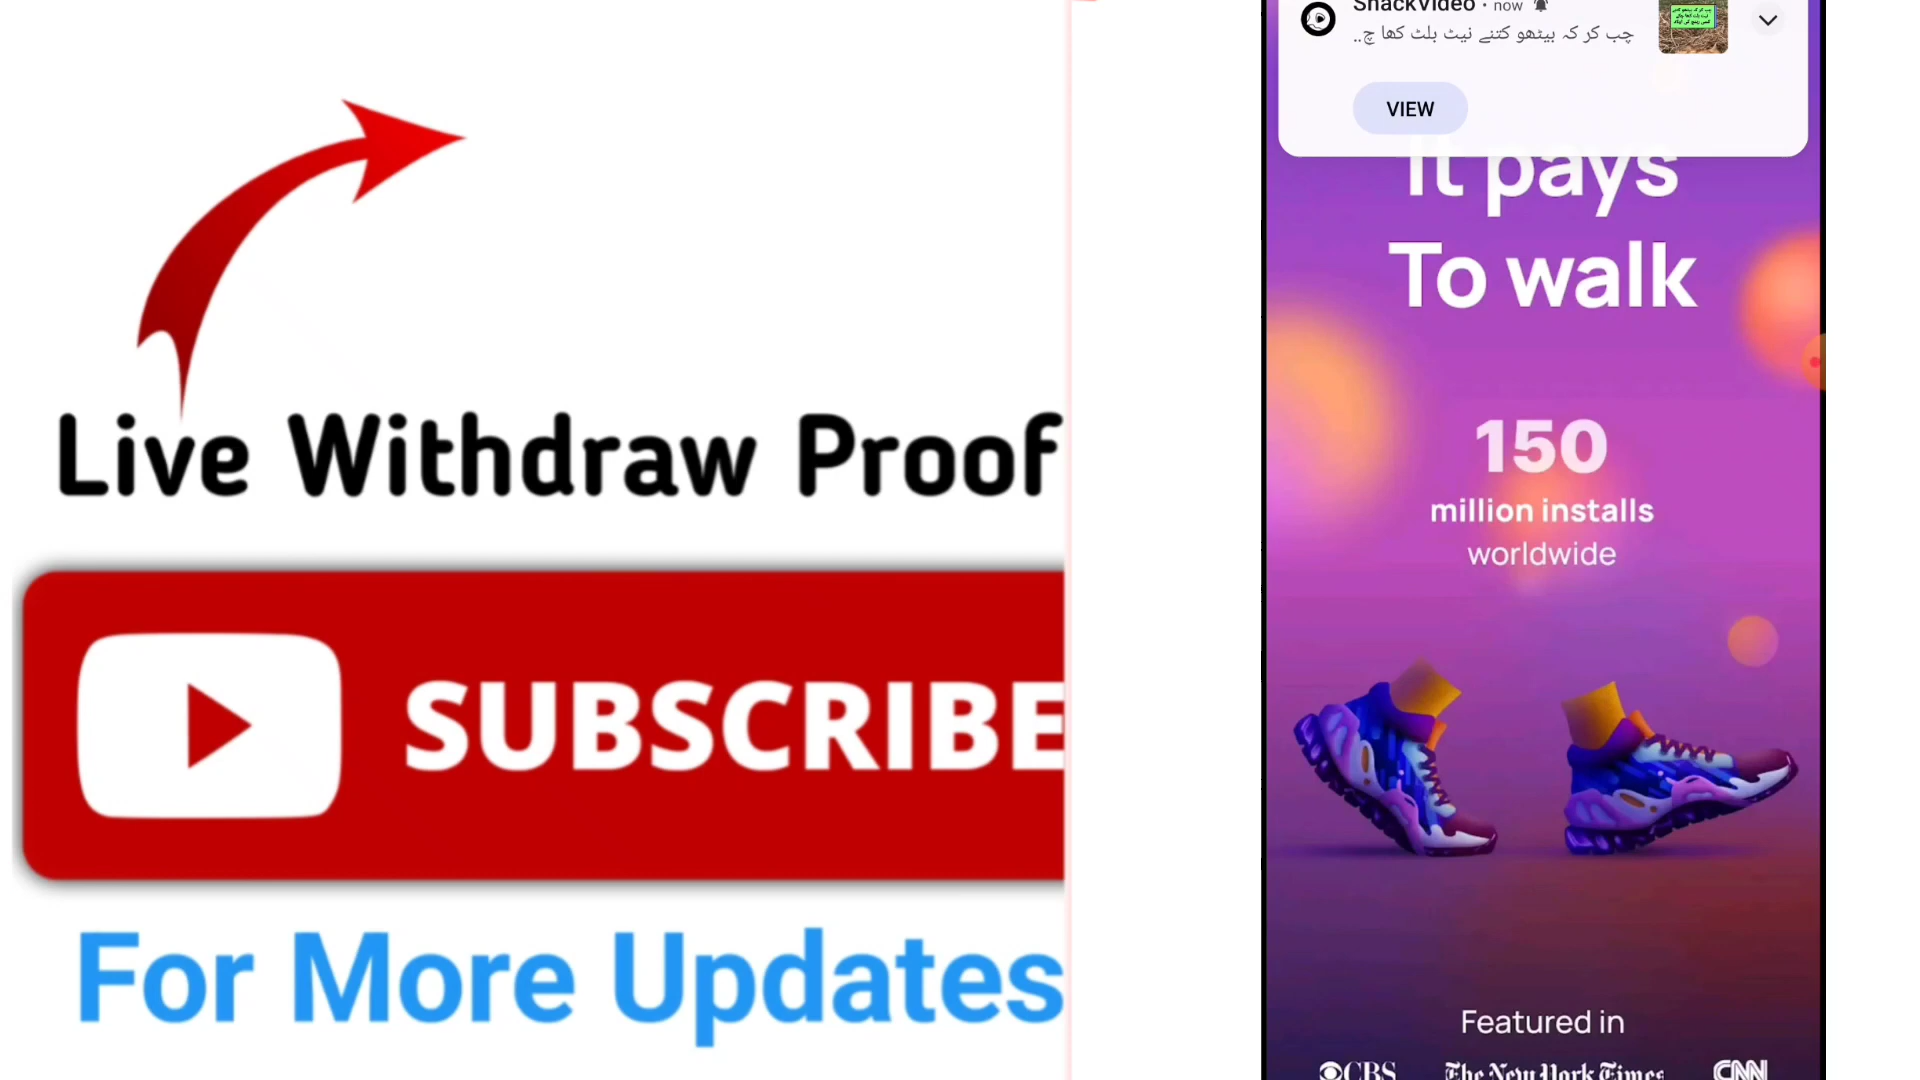 Live Withdraw Proof
SUBSCRIBE
For More Updates
SnackVideo · now
چپ کر کہ بیٹھو کتنے نیٹ بلٹ کھا چ..
VIEW
It pays
To walk
150
million installs
worldwide
Featured in
CBS The New York Times CNN